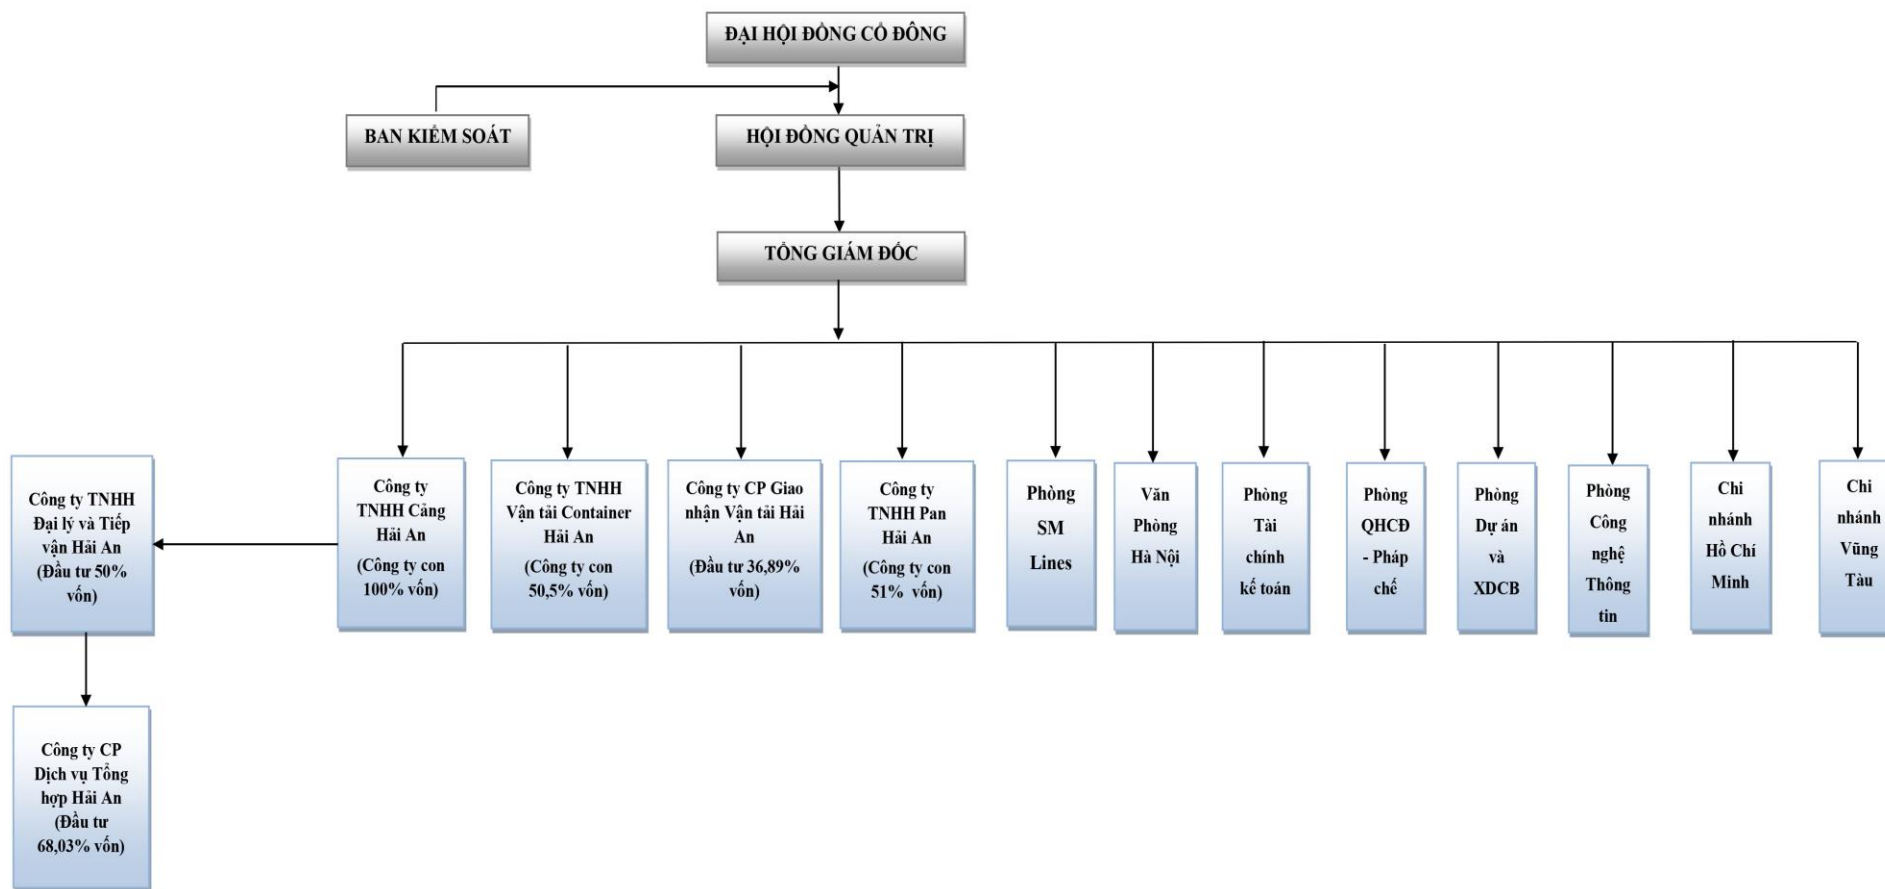 ĐẠI HỘI ĐỒNG CỔ ĐÔNG
BAN KIỂM SOÁT
HỘI ĐỒNG QUẢN TRỊ
TỔNG GIÁM ĐỐC
Công ty TNHH
Đại lý và Tiếp
vận Hải An
(Đầu tư 50%
vốn)
Công ty
TNHH Cảng
Hải An
(Công ty con
100% vốn)
Công ty TNHH
Vận tải Container
Hải An
(Công ty con
50,5% vốn)
Công ty CP Giao
nhận Vận tải Hải
An
(Đầu tư 36,89%
vốn)
Công ty
TNHH Pan
Hải An
(Công ty con
51% vốn)
Phòng
SM
Lines
Văn
Phòng
Hà Nội
Phòng
Tài
chính
kế toán
Phòng
QHCĐ
- Pháp
chế
Phòng
Dự án
và
XDCB
Phòng
Công
nghệ
Thông
tin
Chi
nhánh
Hồ Chí
Minh
Chi
nhánh
Vũng
Tàu
Công ty CP
Dịch vụ Tổng
hợp Hải An
(Đầu tư
68,03% vốn)